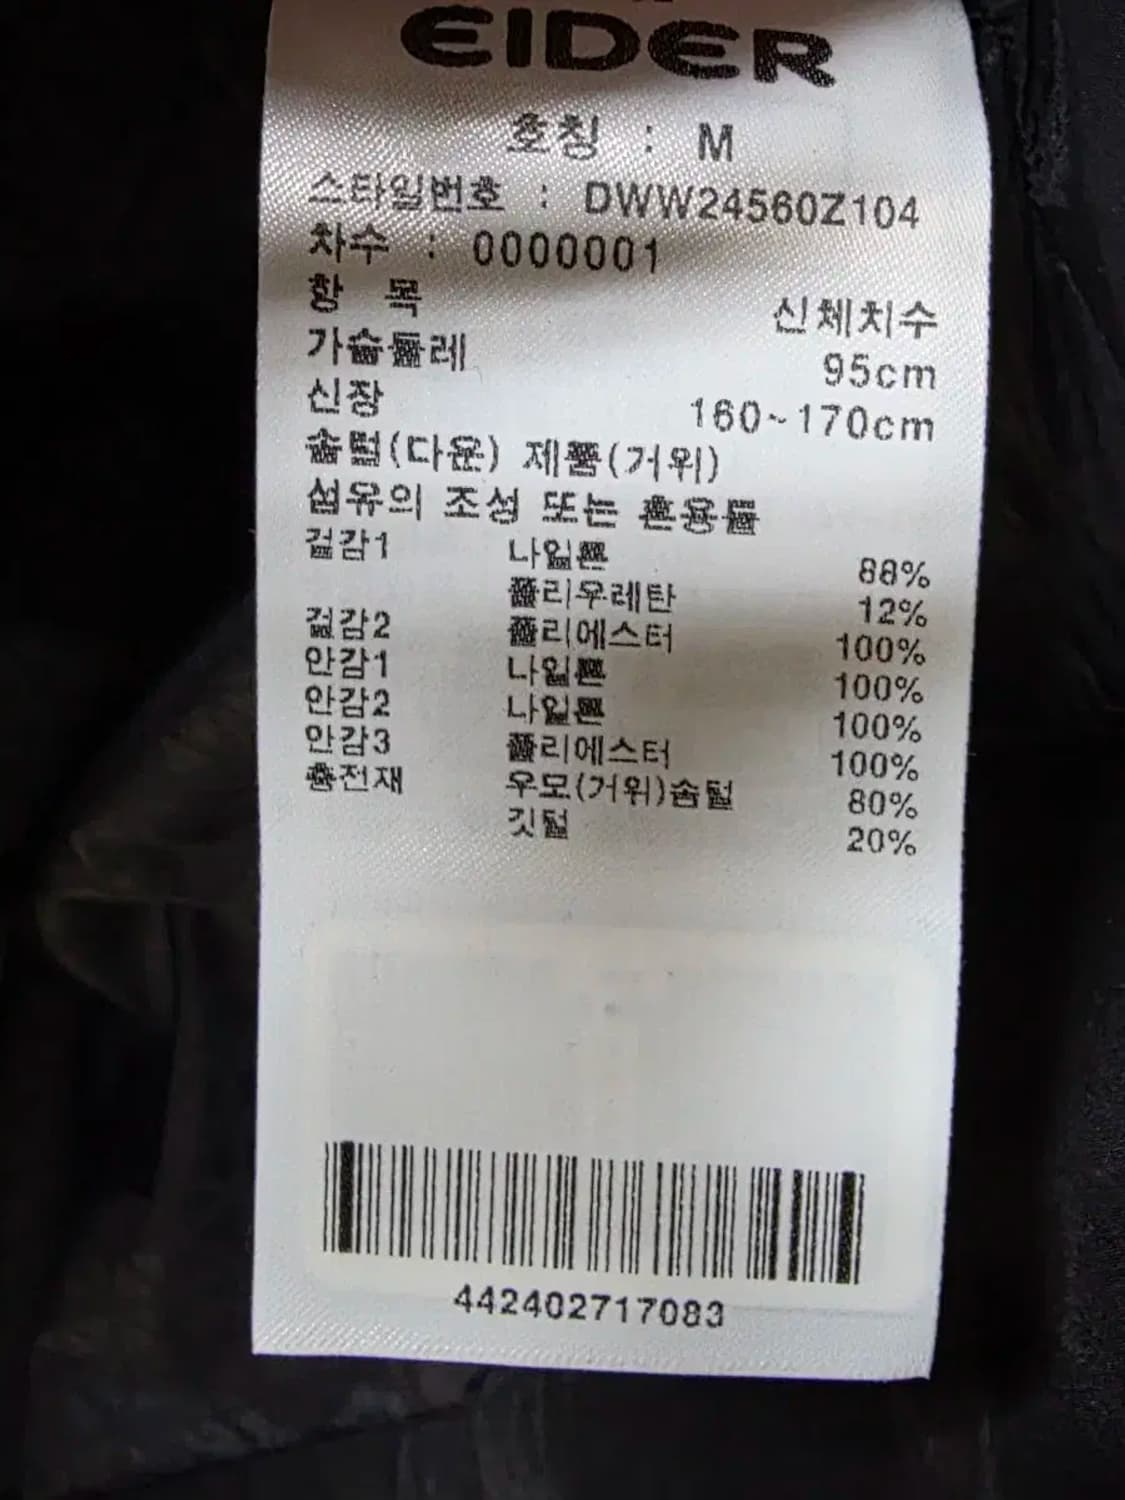 EIDER
호칭 : M
스타일번호 : DWW24560Z104
차수 : 0000001
항 목 신체치수
가슴둘레 95cm
신장 160~170cm
솜털(다운) 제품(거위)
섬유의 조성 또는 혼용률
겉감1 나일론 88%
폴리우레탄 12%
겉감2 폴리에스터 100%
안감1 나일론 100%
안감2 나일론 100%
안감3 폴리에스터 100%
충전재 우모(거위)솜털 80%
깃털 20%
442402717083